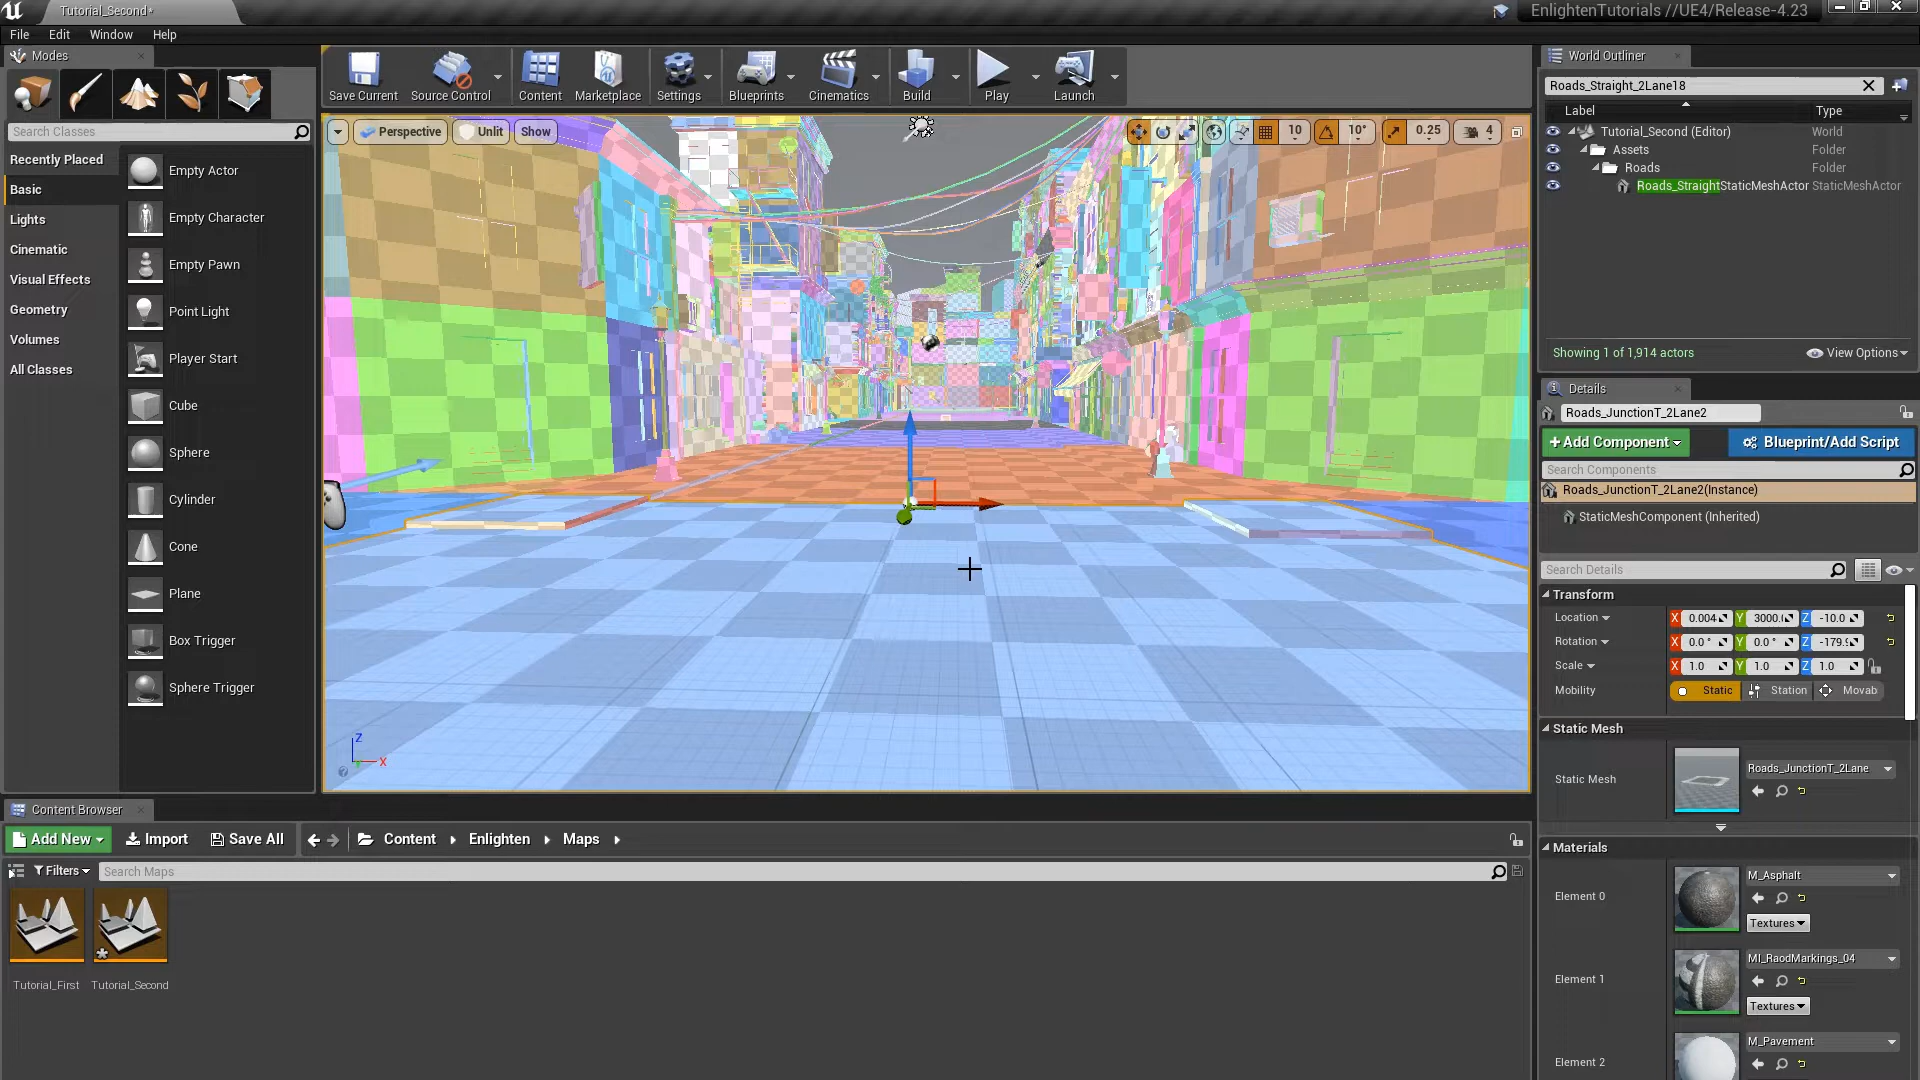 Tutorial_Second*
EnlightenTutorials //UE4/Release-4.23
File Edit Window Help
Modes
Search Classes
Recently Placed
Basic
Lights
Cinematic
Visual Effects
Geometry
Volumes
All Classes
Empty Actor
Empty Character
Empty Pawn
Point Light
Player Start
Cube
Sphere
Cylinder
Cone
Plane
Box Trigger
Sphere Trigger
Save Current Source Control Content Marketplace Settings Blueprints Cinematics Build Play Launch
Perspective Unlit Show 10 10° 0.25 4
Z
X
World Outliner
Roads_Straight_2Lane18
Label Type
Tutorial_Second (Editor) World
Assets Folder
Roads Folder
Roads_StraightStaticMeshActor StaticMeshActor
Showing 1 of 1,914 actors View Options
Details
Roads_JunctionT_2Lane2
+Add Component Blueprint/Add Script
Search Components
Roads_JunctionT_2Lane2(Instance)
StaticMeshComponent (Inherited)
Search Details
Transform
Location X 0.004 Y 3000. Z -10.0
Rotation X 0.0 ° Y 0.0 ° Z -179.
Scale X 1.0 Y 1.0 Z 1.0
Mobility Static Station Movab
Static Mesh
Static Mesh Roads_JunctionT_2Lane
Materials
Element 0 M_Asphalt
Textures
Element 1 MI_RaodMarkings_04
Textures
Element 2 M_Pavement
Content Browser
Add New Import Save All Content Enlighten Maps
Filters Search Maps
Tutorial_First Tutorial_Second